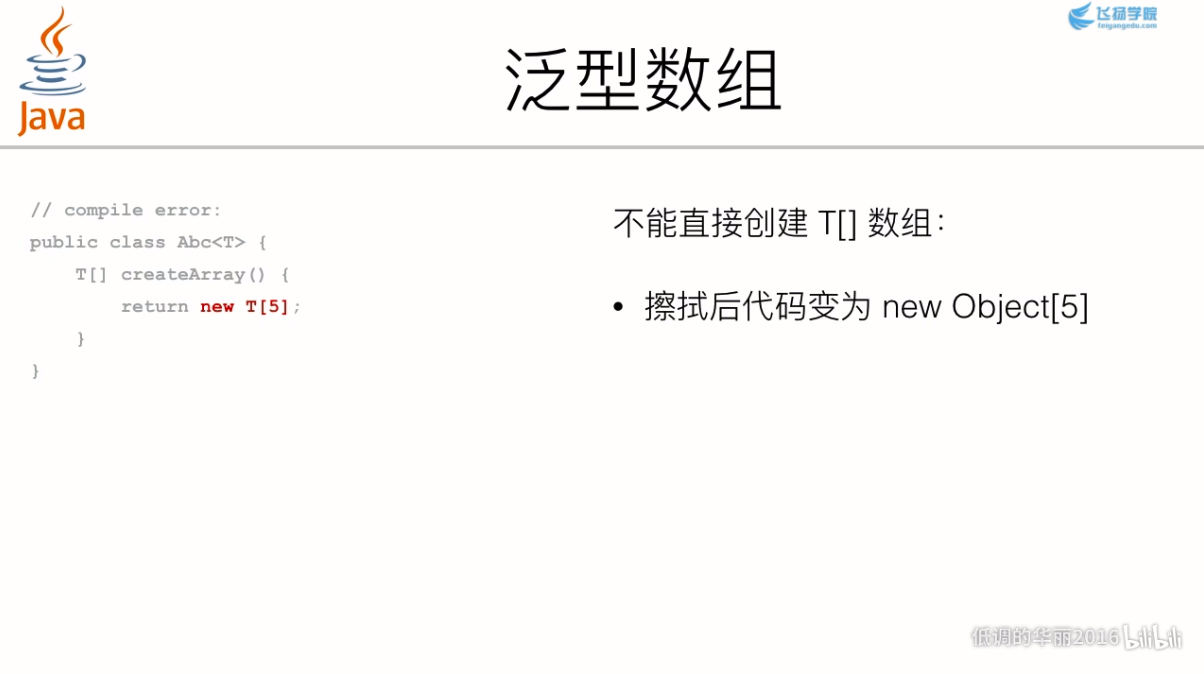 Java
飞扬学院
feiyangedu.com
泛型数组
// compile error:
public class Abc<T> {
    T[] createArray() {
        return new T[5];
    }
}
不能直接创建 T[] 数组：
• 擦拭后代码变为 new Object[5]
低调的华丽2016 bilibili